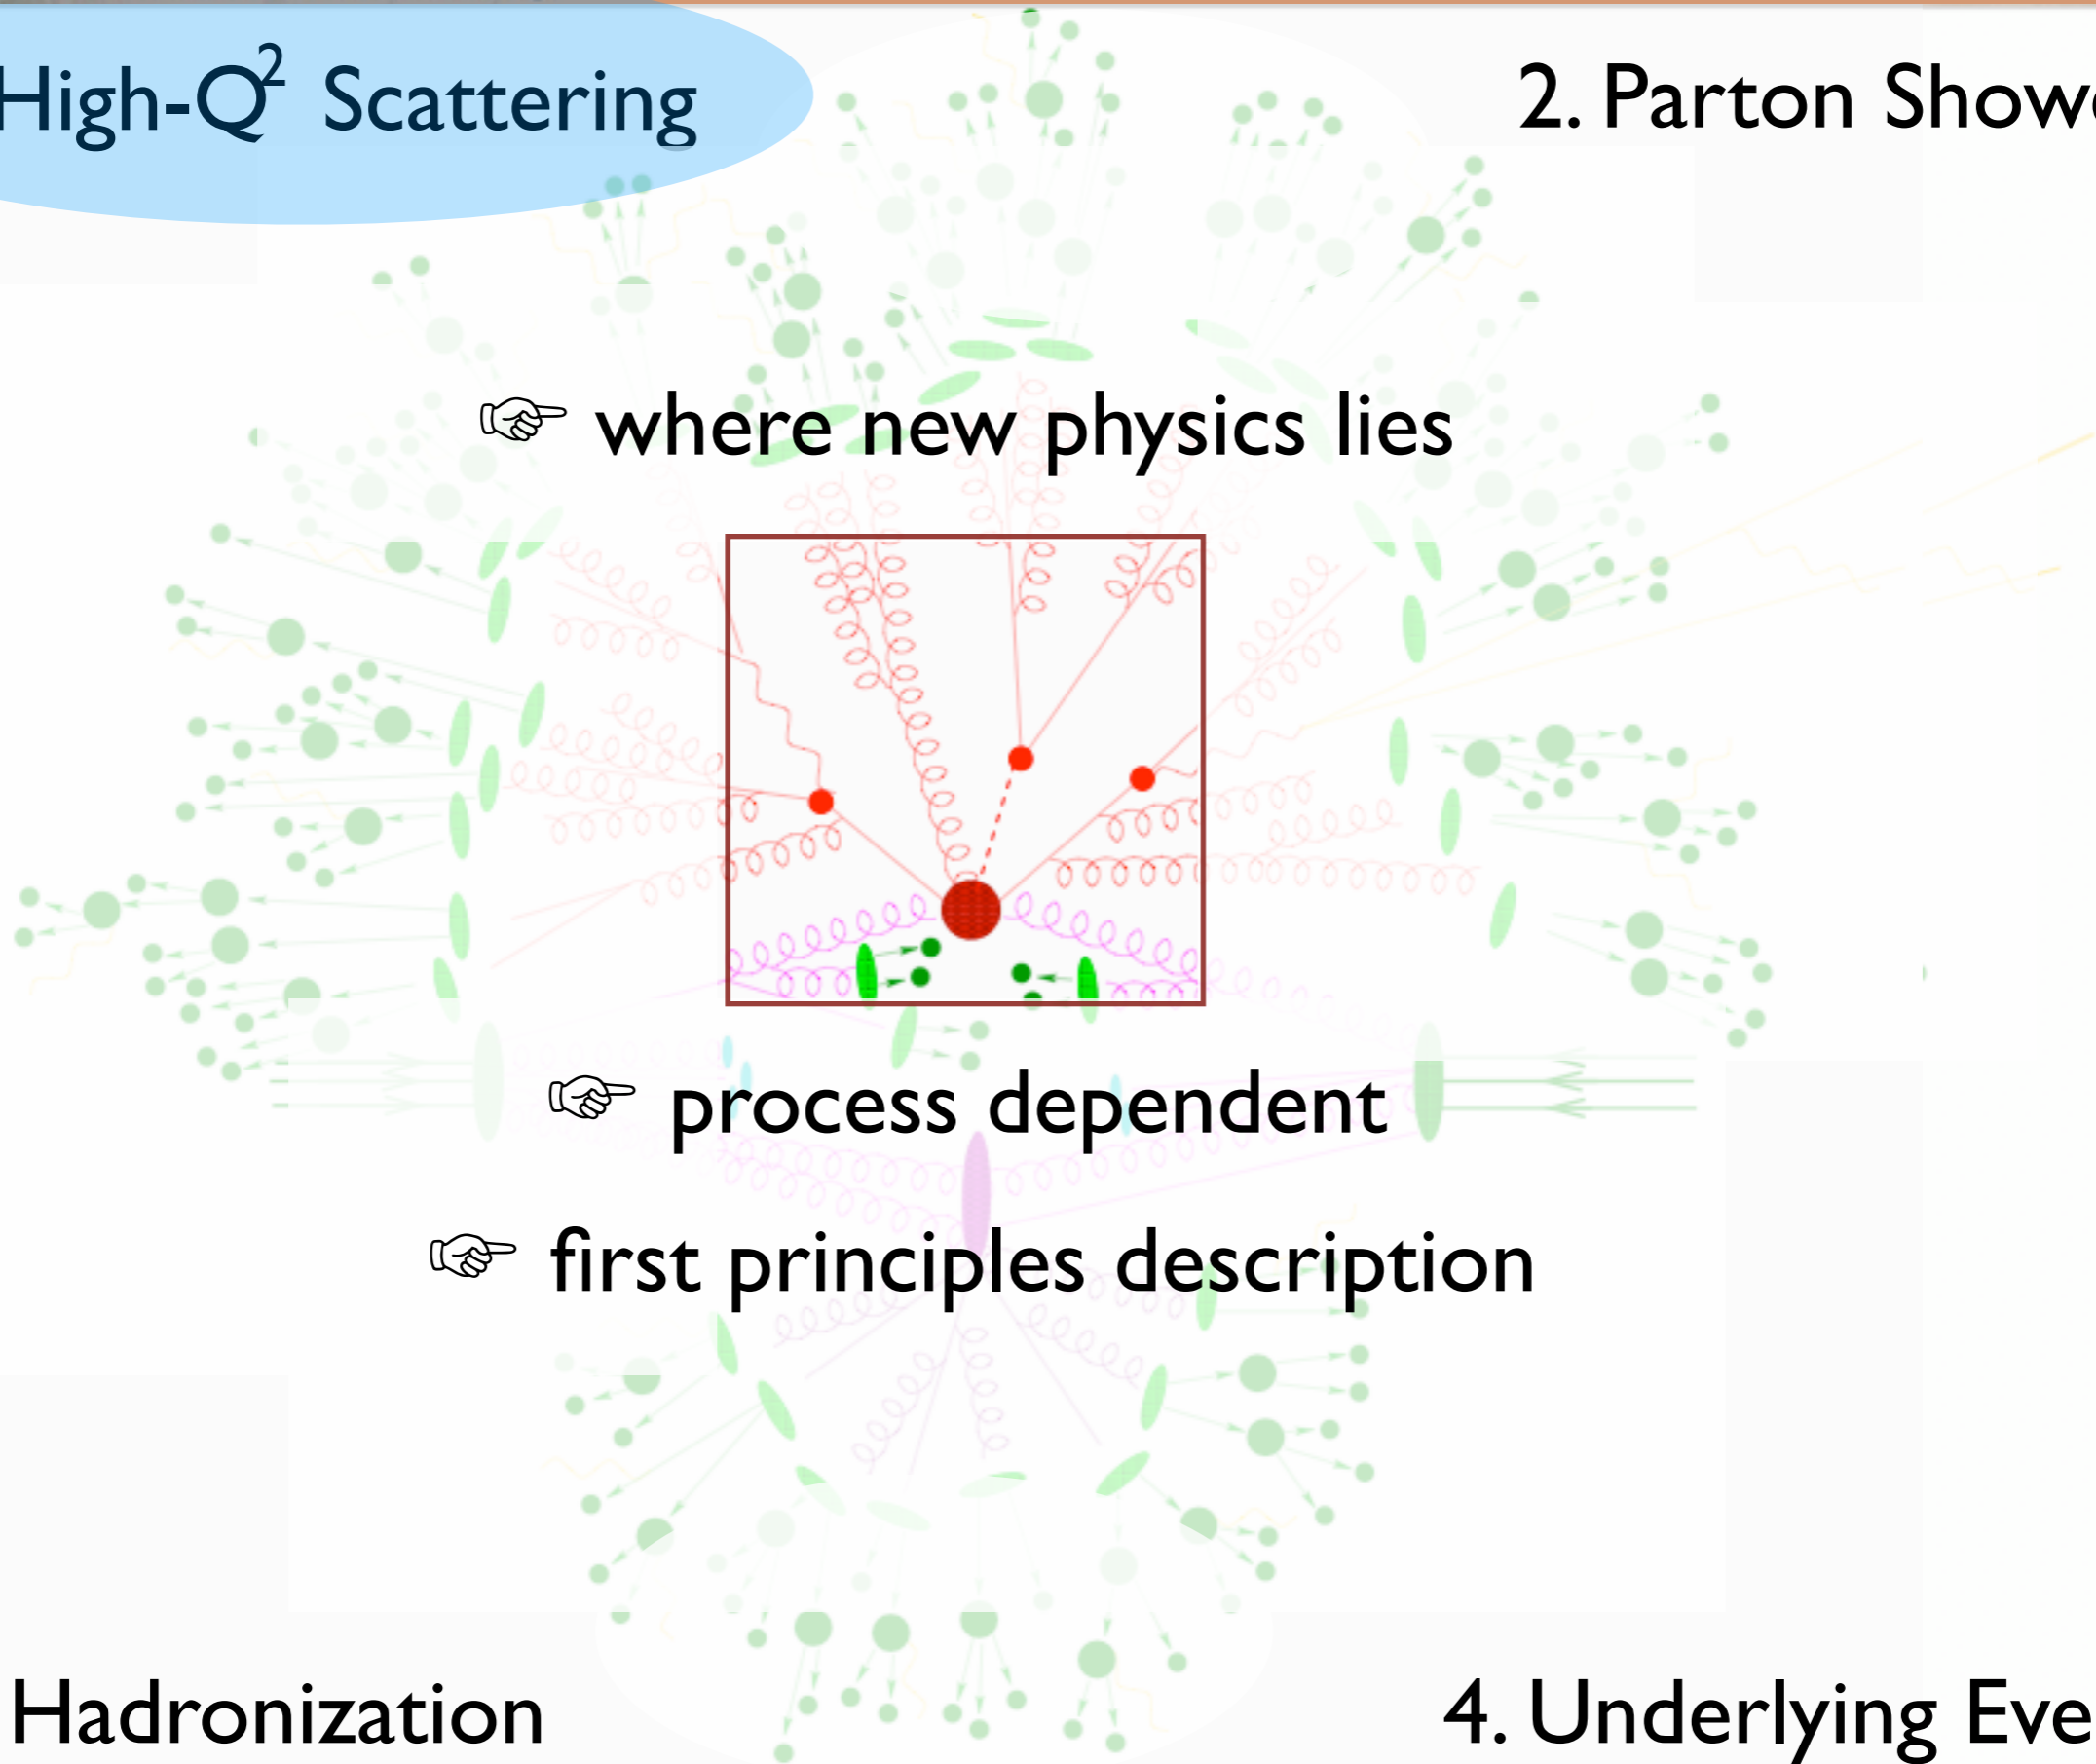 High-Q² Scattering
2. Parton Show
☞ where new physics lies
☞ process dependent
☞ first principles description
Hadronization
4. Underlying Eve